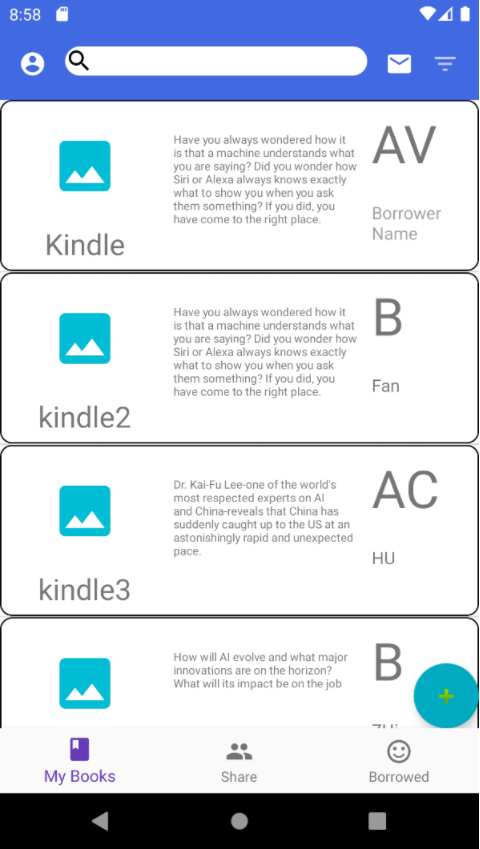 8:58
Have you always wondered how it
is that a machine understands what
you are saying? Did you wonder how
Siri or Alexa always knows exactly
what to show you when you ask
them something? If you did, you
have come to the right place.
AV
Borrower
Name
Kindle
Have you always wondered how it
is that a machine understands what
you are saying? Did you wonder how
Siri or Alexa always knows exactly
what to show you when you ask
them something? If you did, you
have come to the right place.
B
Fan
kindle2
Dr. Kai-Fu Lee-one of the world's
most respected experts on AI
and China-reveals that China has
suddenly caught up to the US at an
astonishingly rapid and unexpected
pace.
AC
HU
kindle3
How will AI evolve and what major
innovations are on the horizon?
What will its impact be on the job
B
+
My Books
Share
Borrowed